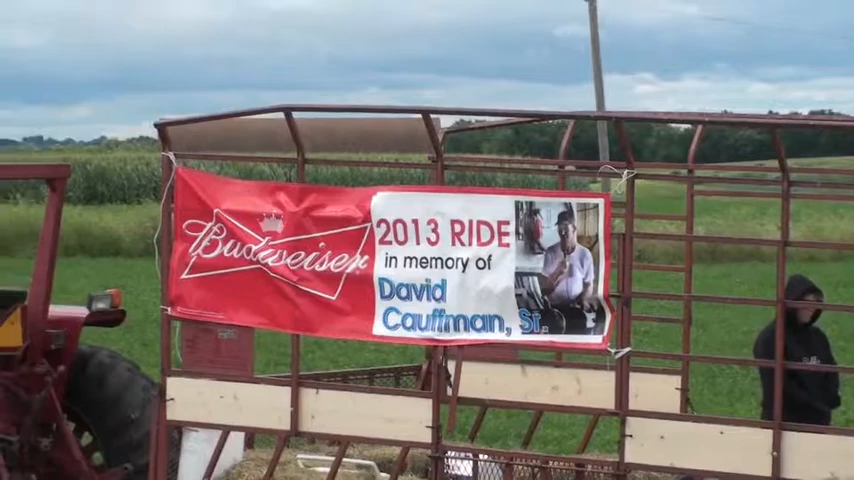 Budweiser
2013 RIDE
in memory of
David
Cauffman, Sr.